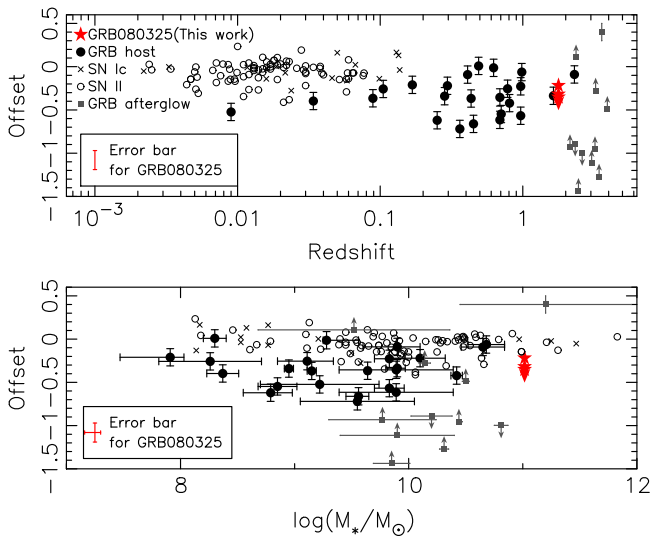 0.5
0
−0.5
−1
−1.5
Offset
★GRB080325(This work)
● GRB host
× SN Ic
○ SN II
■ GRB afterglow
Error bar
for GRB080325
10⁻³
0.01
0.1
1
Redshift
0.5
0
−0.5
−1
−1.5
Offset
Error bar
for GRB080325
8
10
12
log(M*/M⊙)